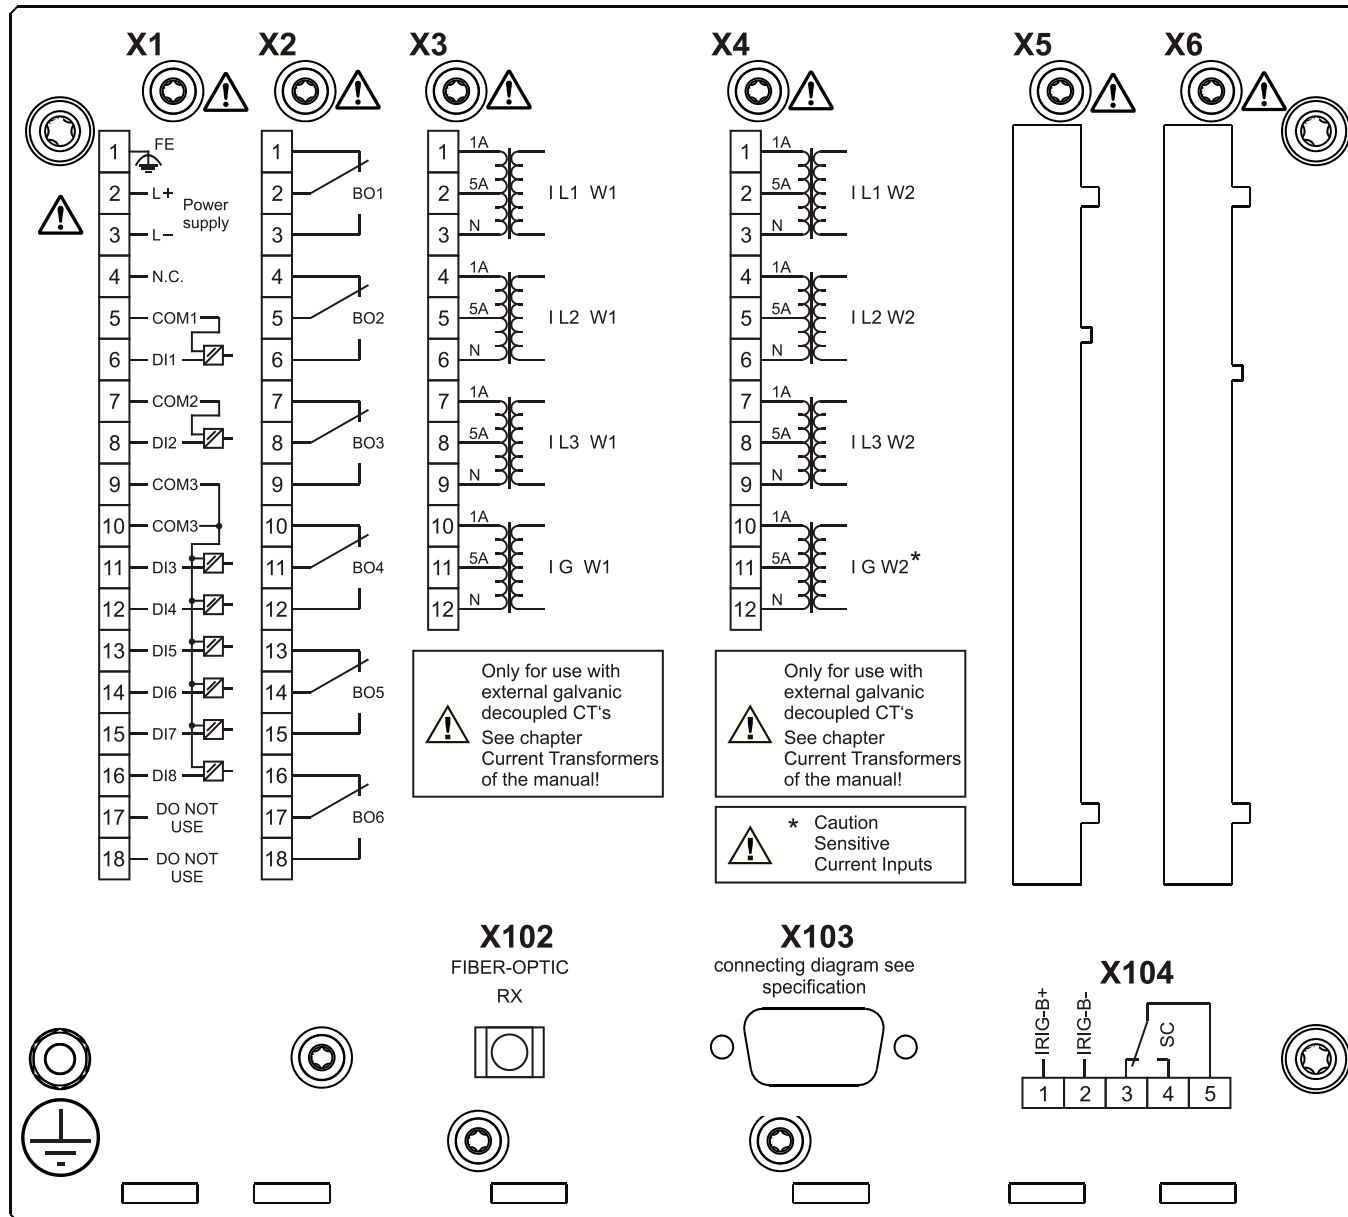 X1
X2
X3
X4
X5
X6
1 FE
2 L+
Power
supply
3 L–
4 N.C.
5 COM1
6 DI1
7 COM2
8 DI2
9 COM3
10 COM3
11 DI3
12 DI4
13 DI5
14 DI6
15 DI7
16 DI8
17 DO NOT
USE
18 DO NOT
USE
1
2 BO1
3
4
5 BO2
6
7
8 BO3
9
10
11 BO4
12
13
14 BO5
15
16
17 BO6
18
1 1A
2 5A I L1 W1
3 N
4 1A
5 5A I L2 W1
6 N
7 1A
8 5A I L3 W1
9 N
10 1A
11 5A I G W1
12 N
Only for use with
external galvanic
decoupled CT‘s
See chapter
Current Transformers
of the manual!
1 1A
2 5A I L1 W2
3 N
4 1A
5 5A I L2 W2
6 N
7 1A
8 5A I L3 W2
9 N
10 1A
11 5A I G W2*
12 N
Only for use with
external galvanic
decoupled CT‘s
See chapter
Current Transformers
of the manual!
* Caution
Sensitive
Current Inputs
X102
FIBER-OPTIC
RX
X103
connecting diagram see
specification
X104
IRIG-B+
IRIG-B-
SC
1 2 3 4 5